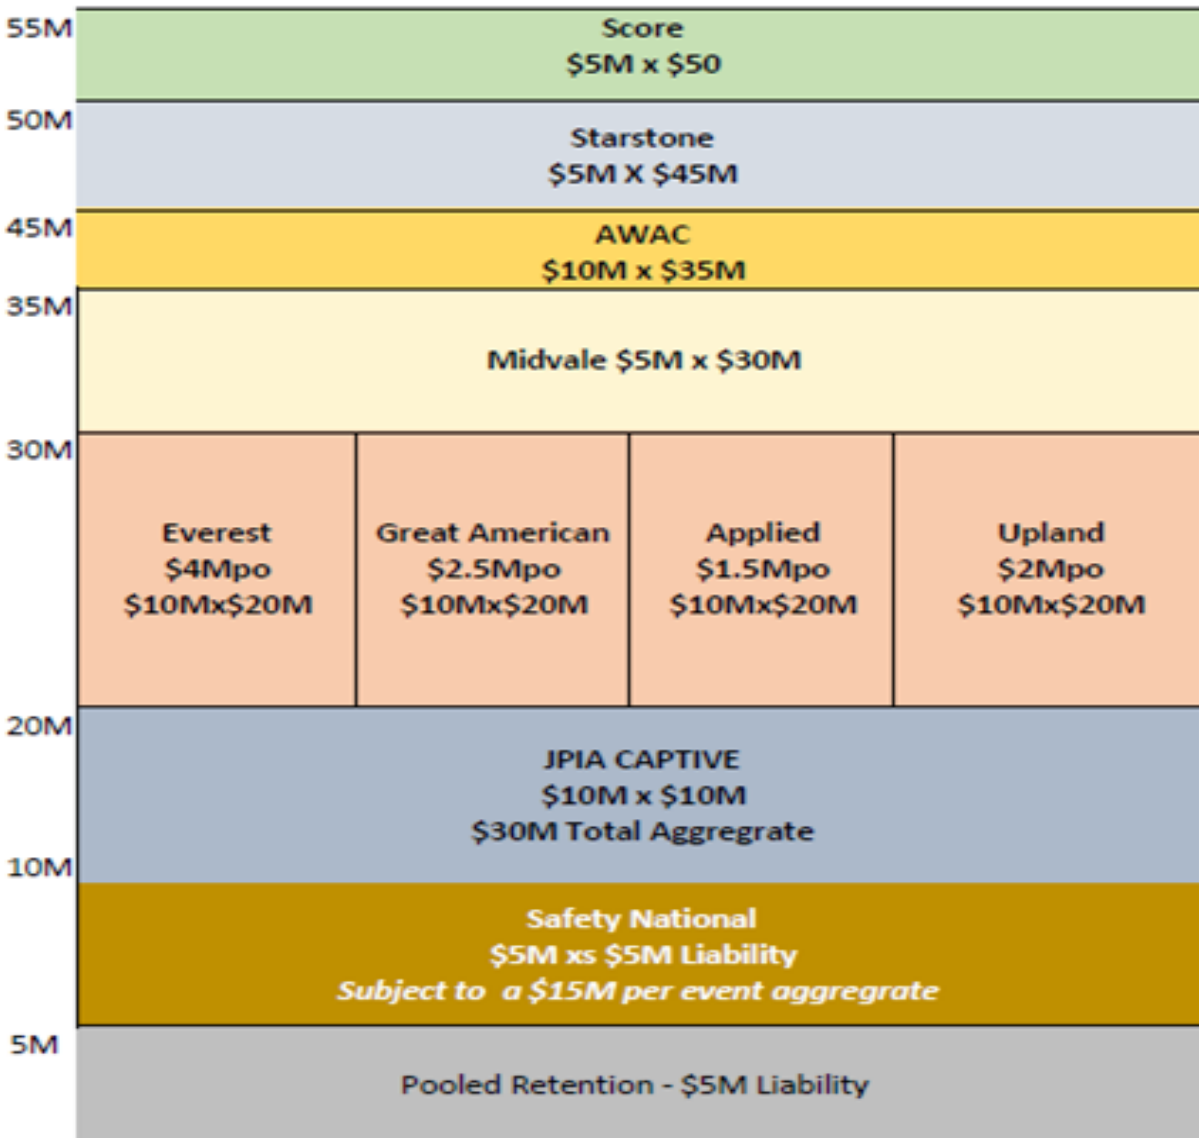 55M
Score
$5M x $50
50M
Starstone
$5M X $45M
45M
AWAC
$10M x $35M
35M
Midvale $5M x $30M
30M
Everest
$4Mpo
$10Mx$20M
Great American
$2.5Mpo
$10Mx$20M
Applied
$1.5Mpo
$10Mx$20M
Upland
$2Mpo
$10Mx$20M
20M
JPIA CAPTIVE
$10M x $10M
$30M Total Aggregrate
10M
Safety National
$5M xs $5M Liability
Subject to a $15M per event aggregrate
5M
Pooled Retention - $5M Liability